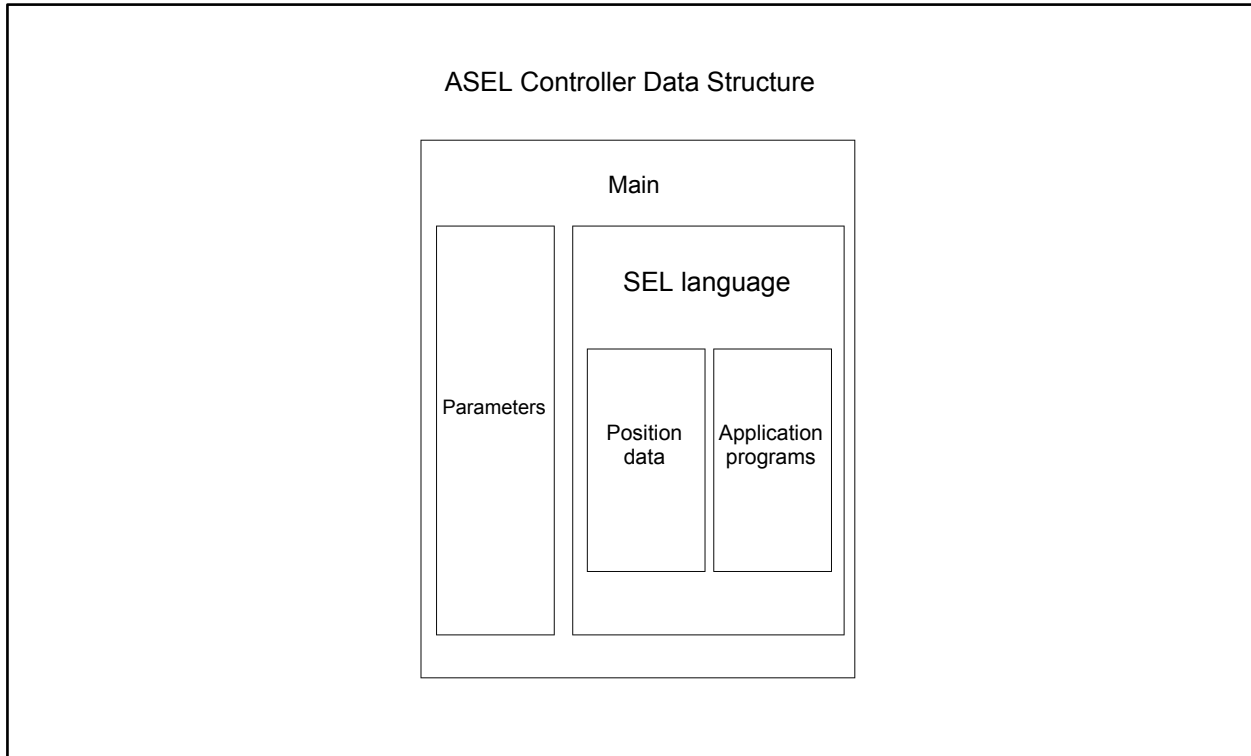 ASEL Controller Data Structure
Main
SEL language
Parameters
Position
data
Application
programs